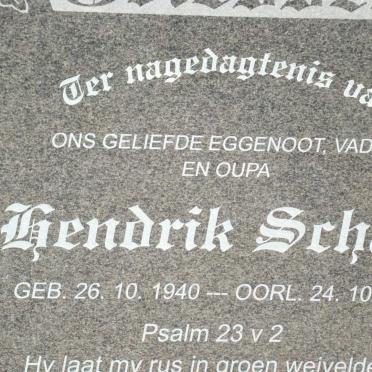 Ter nagedagtenis va
ONS GELIEFDE EGGENOOT, VAD
EN OUPA
Hendrik Scha
GEB. 26. 10. 1940 --- OORL. 24. 10
Psalm 23 v 2
Hy laat my rus in groen weivelde